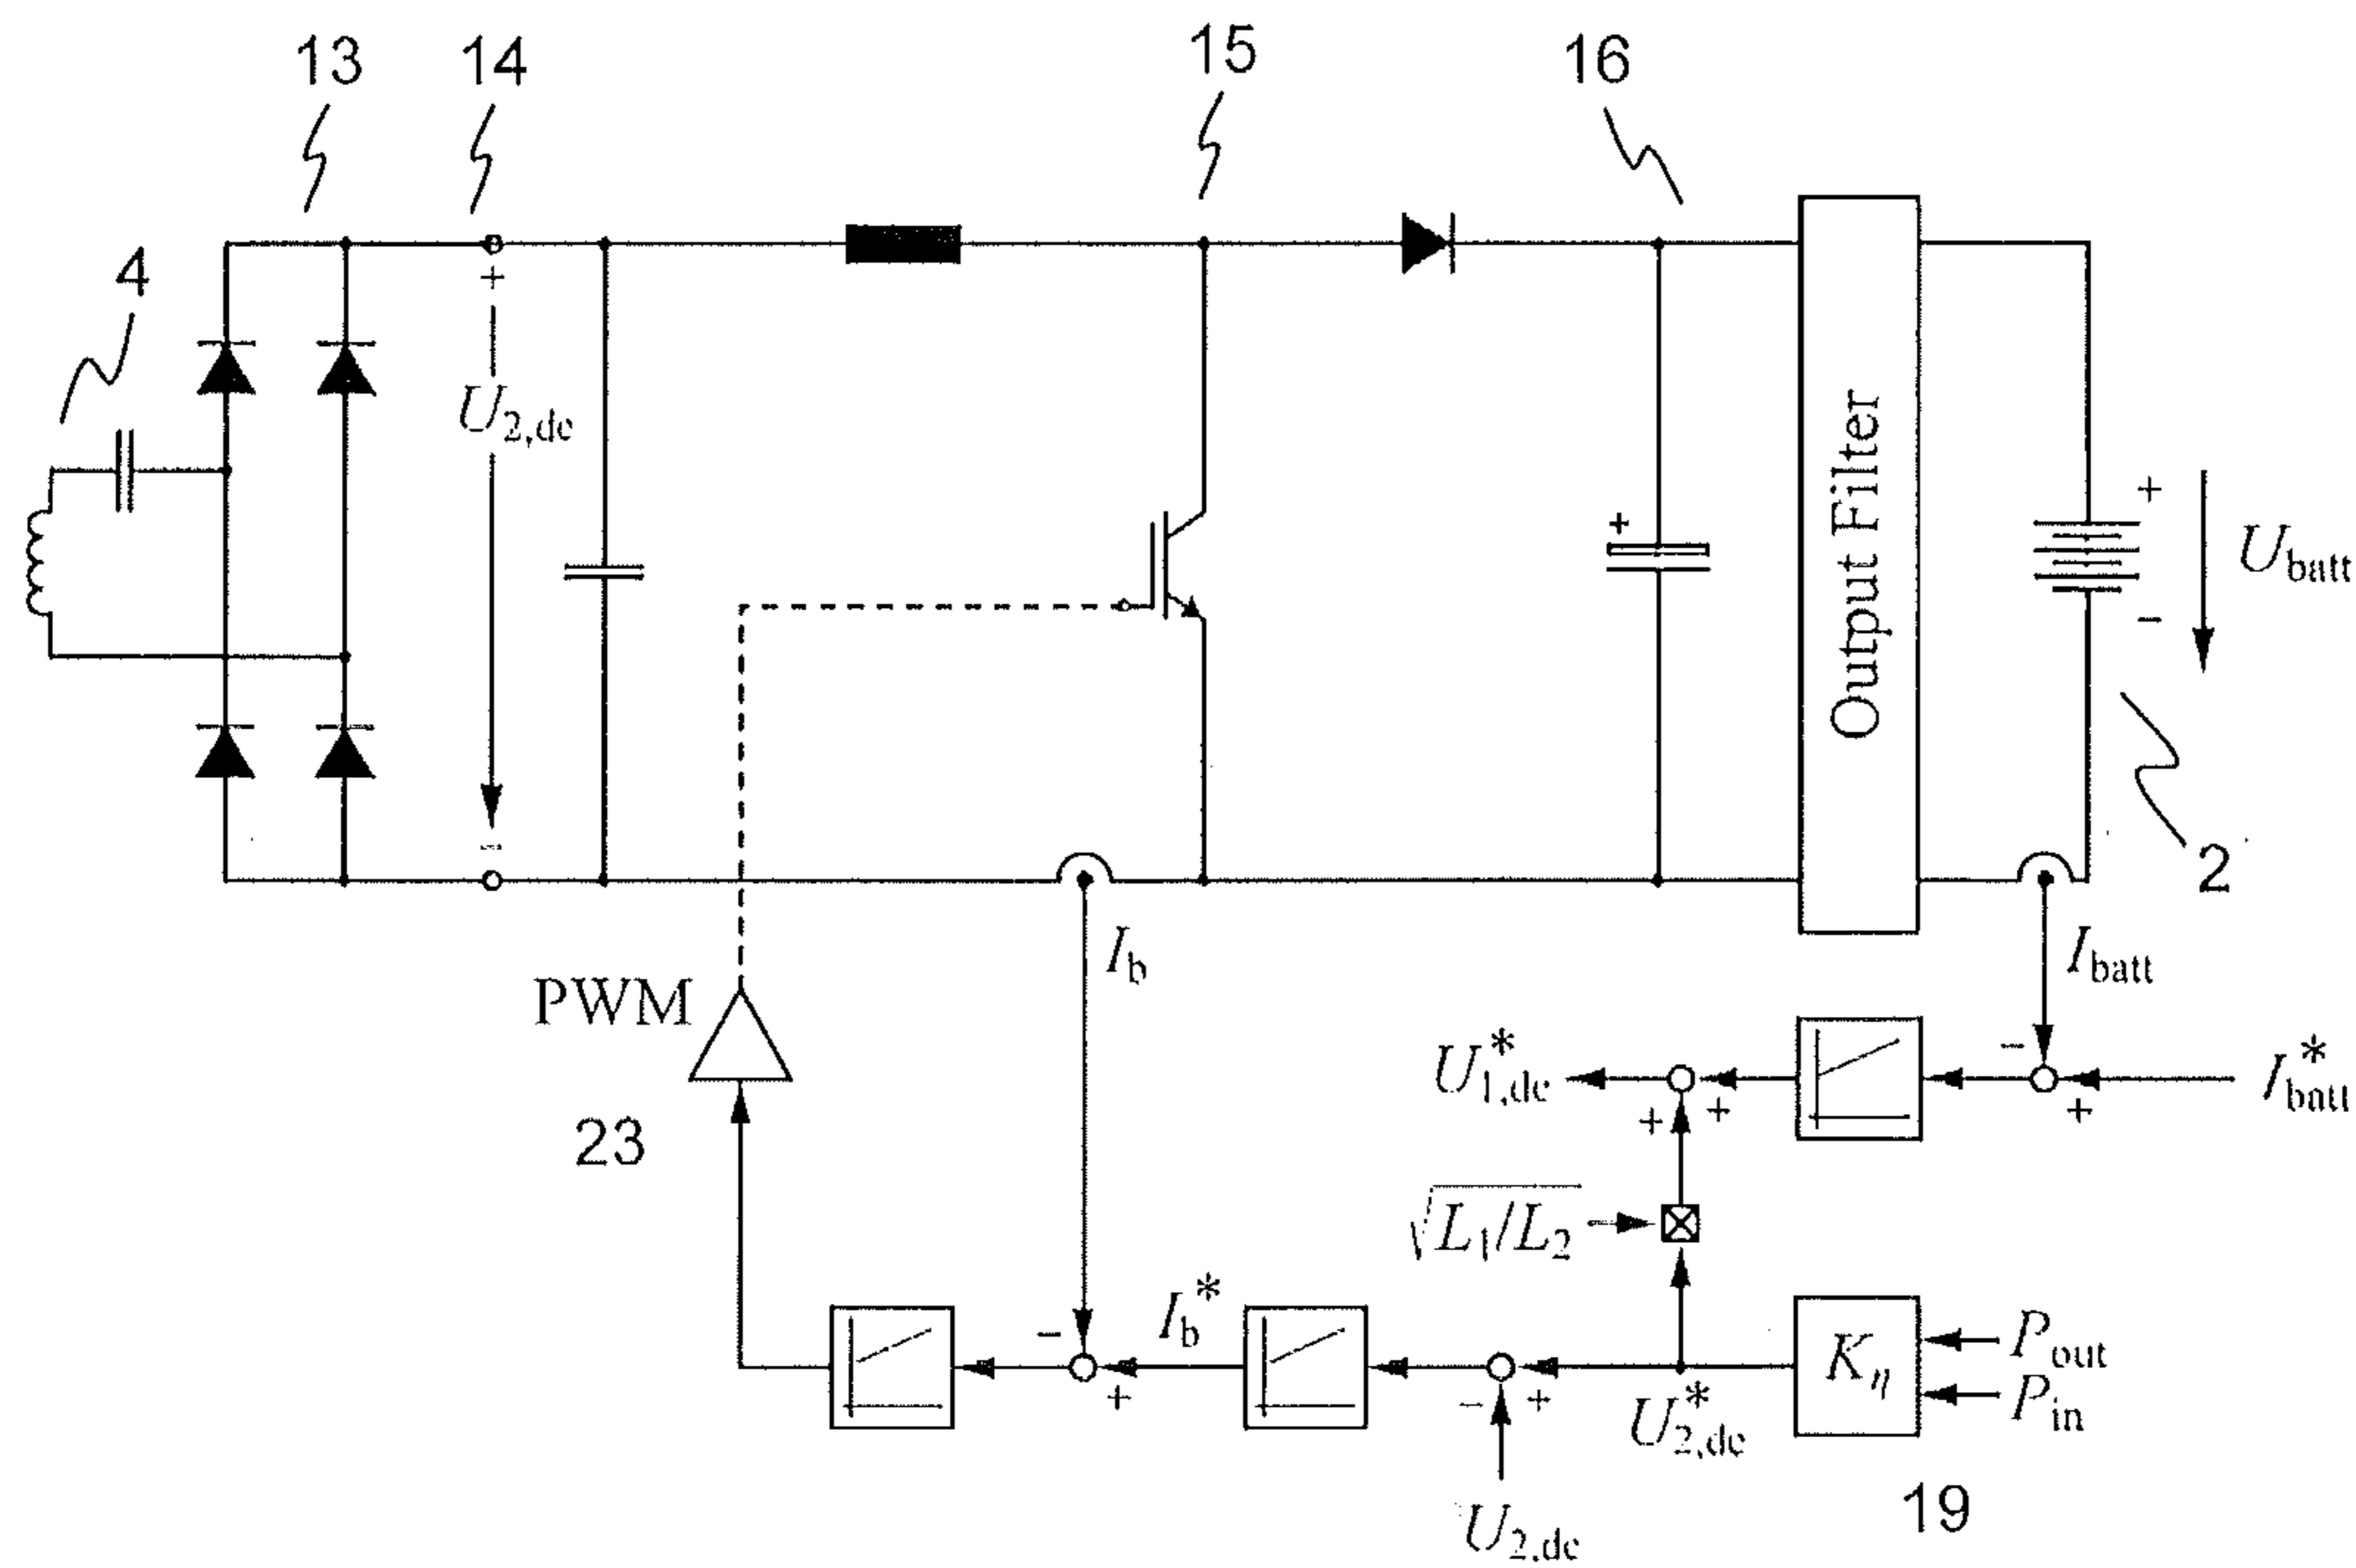 13 14 15 16
4
+
U2,dc
Output Filter
+
Ubatt
+
−
−
2
Ib
Ibatt
PWM
U*1,dc
−
I*batt
+ + +
23
√L1/L2
I*b
− Kη Pout
+ − + Pin
U*2,dc
19
U2,dc